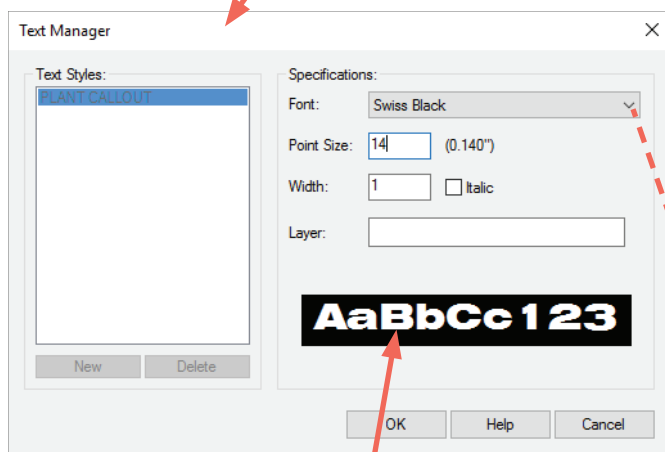 Text Manager
Text Styles:
PLANT CALLOUT
New Delete
Specifications:
Font: Swiss Black
Point Size: 14 (0.140")
Width: 1 Italic
Layer:
AaBbCc123
OK Help Cancel